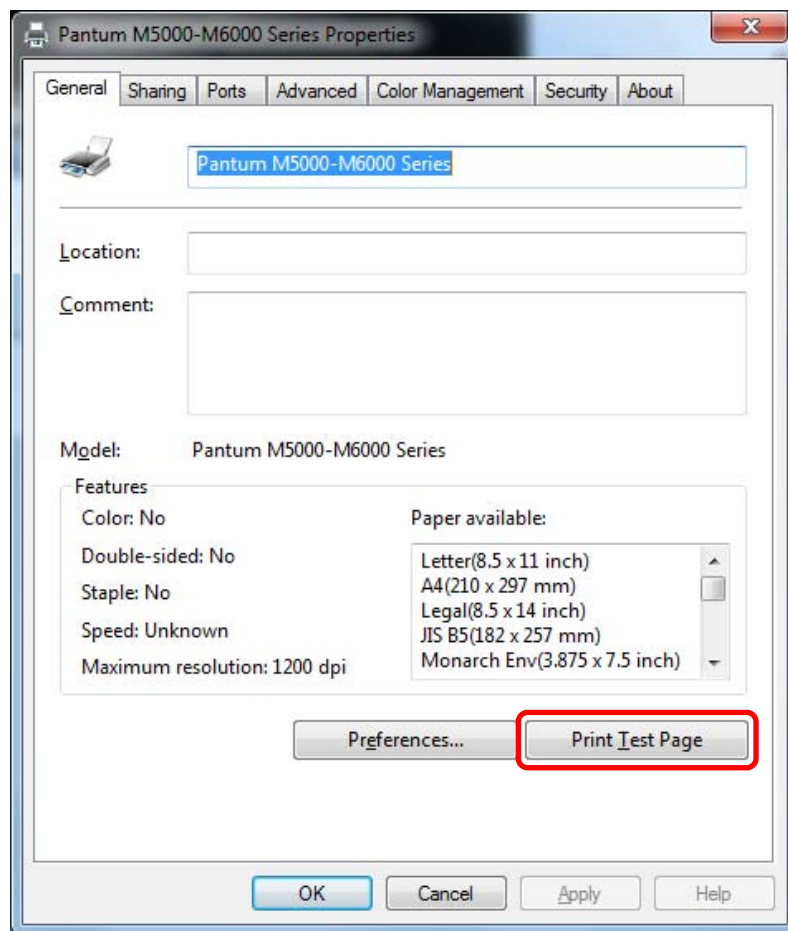 Pantum M5000-M6000 Series Properties
General Sharing Ports Advanced Color Management Security About
Pantum M5000-M6000 Series
Location:
Comment:
Model: Pantum M5000-M6000 Series
Features
Color: No
Double-sided: No
Staple: No
Speed: Unknown
Maximum resolution: 1200 dpi
Paper available:
Letter(8.5 x 11 inch)
A4(210 x 297 mm)
Legal(8.5 x 14 inch)
JIS B5(182 x 257 mm)
Monarch Env(3.875 x 7.5 inch)
Preferences... Print Test Page
OK Cancel Apply Help